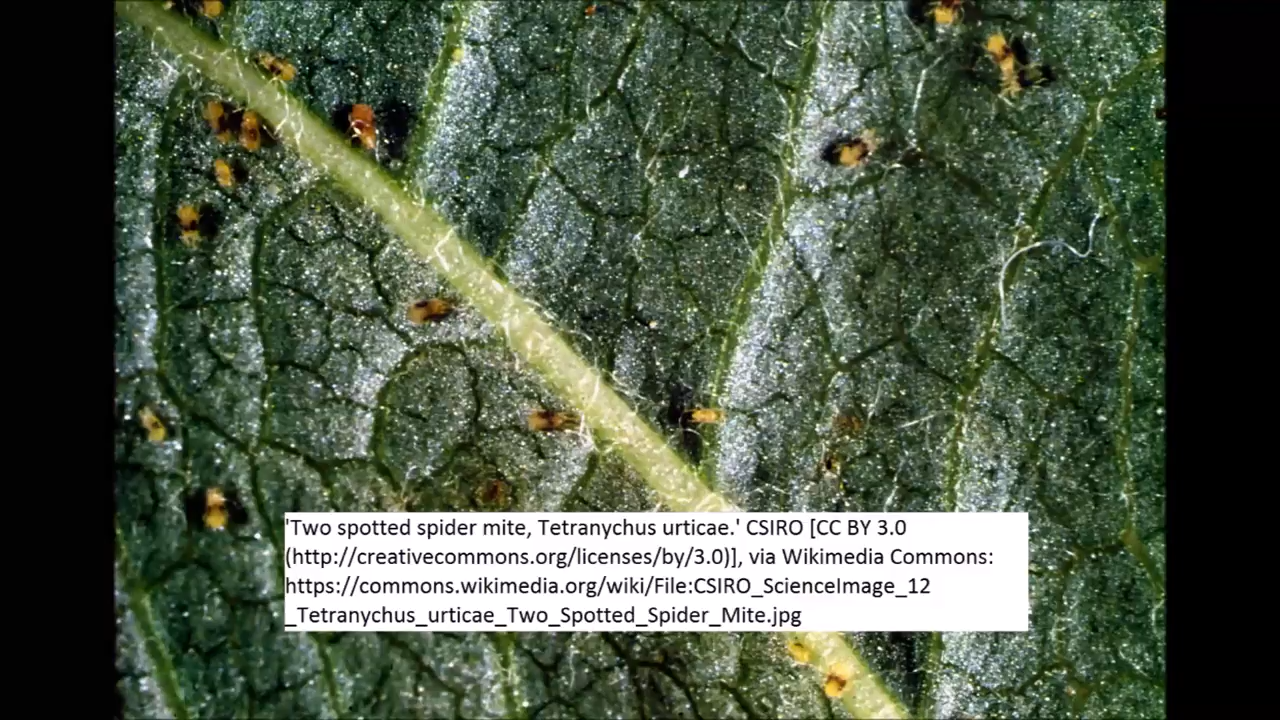 'Two spotted spider mite, Tetranychus urticae.' CSIRO [CC BY 3.0
(http://creativecommons.org/licenses/by/3.0)], via Wikimedia Commons:
https://commons.wikimedia.org/wiki/File:CSIRO_ScienceImage_12
_Tetranychus_urticae_Two_Spotted_Spider_Mite.jpg